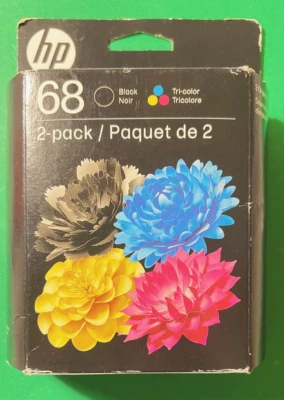 hp
68
Black
Noir
Tri-color
Tricolore
2-pack / Paquet de 2